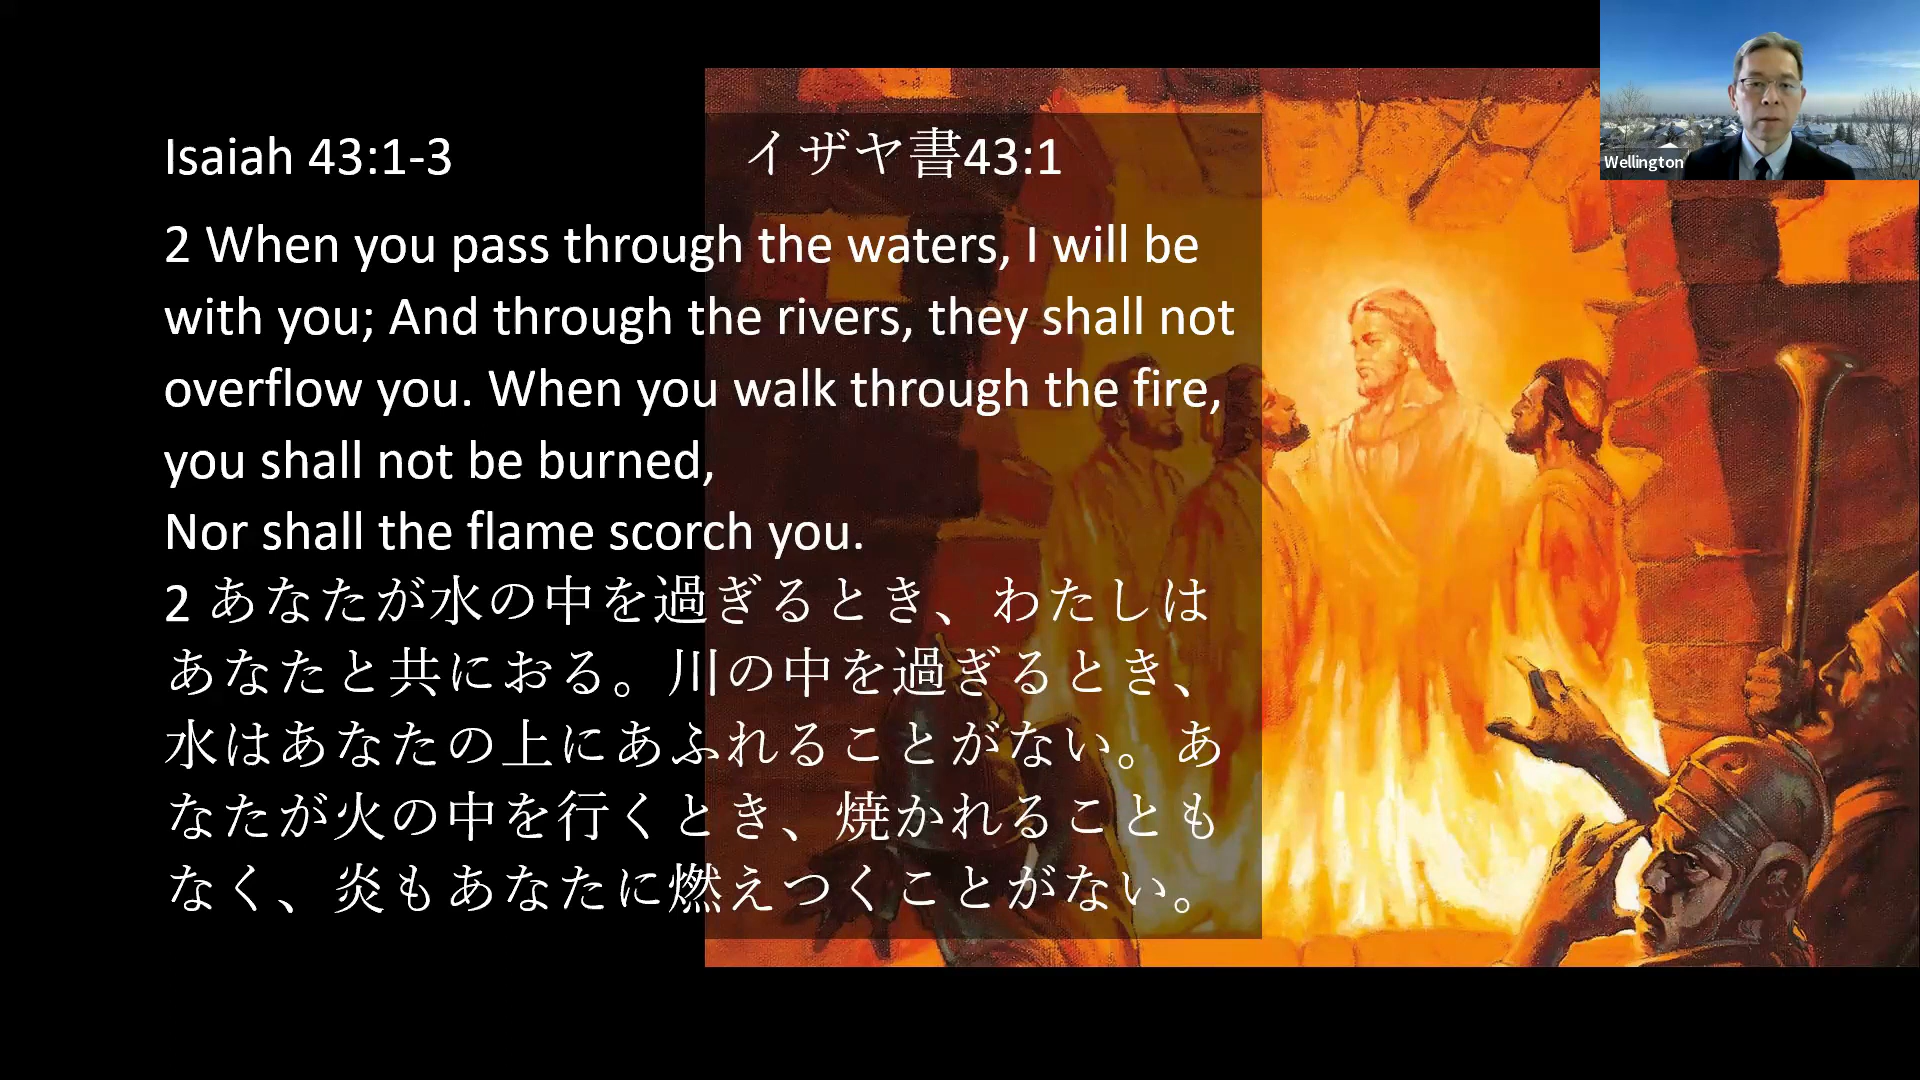 Isaiah 43:1-3
イザヤ書43:1
Wellington
2 When you pass through the waters, I will be
with you; And through the rivers, they shall not
overflow you. When you walk through the fire,
you shall not be burned,
Nor shall the flame scorch you.
2 あなたが水の中を過ぎるとき、わたしは
あなたと共におる。川の中を過ぎるとき、
水はあなたの上にあふれることがない。あ
なたが火の中を行くとき、焼かれることも
なく、炎もあなたに燃えつくことがない。